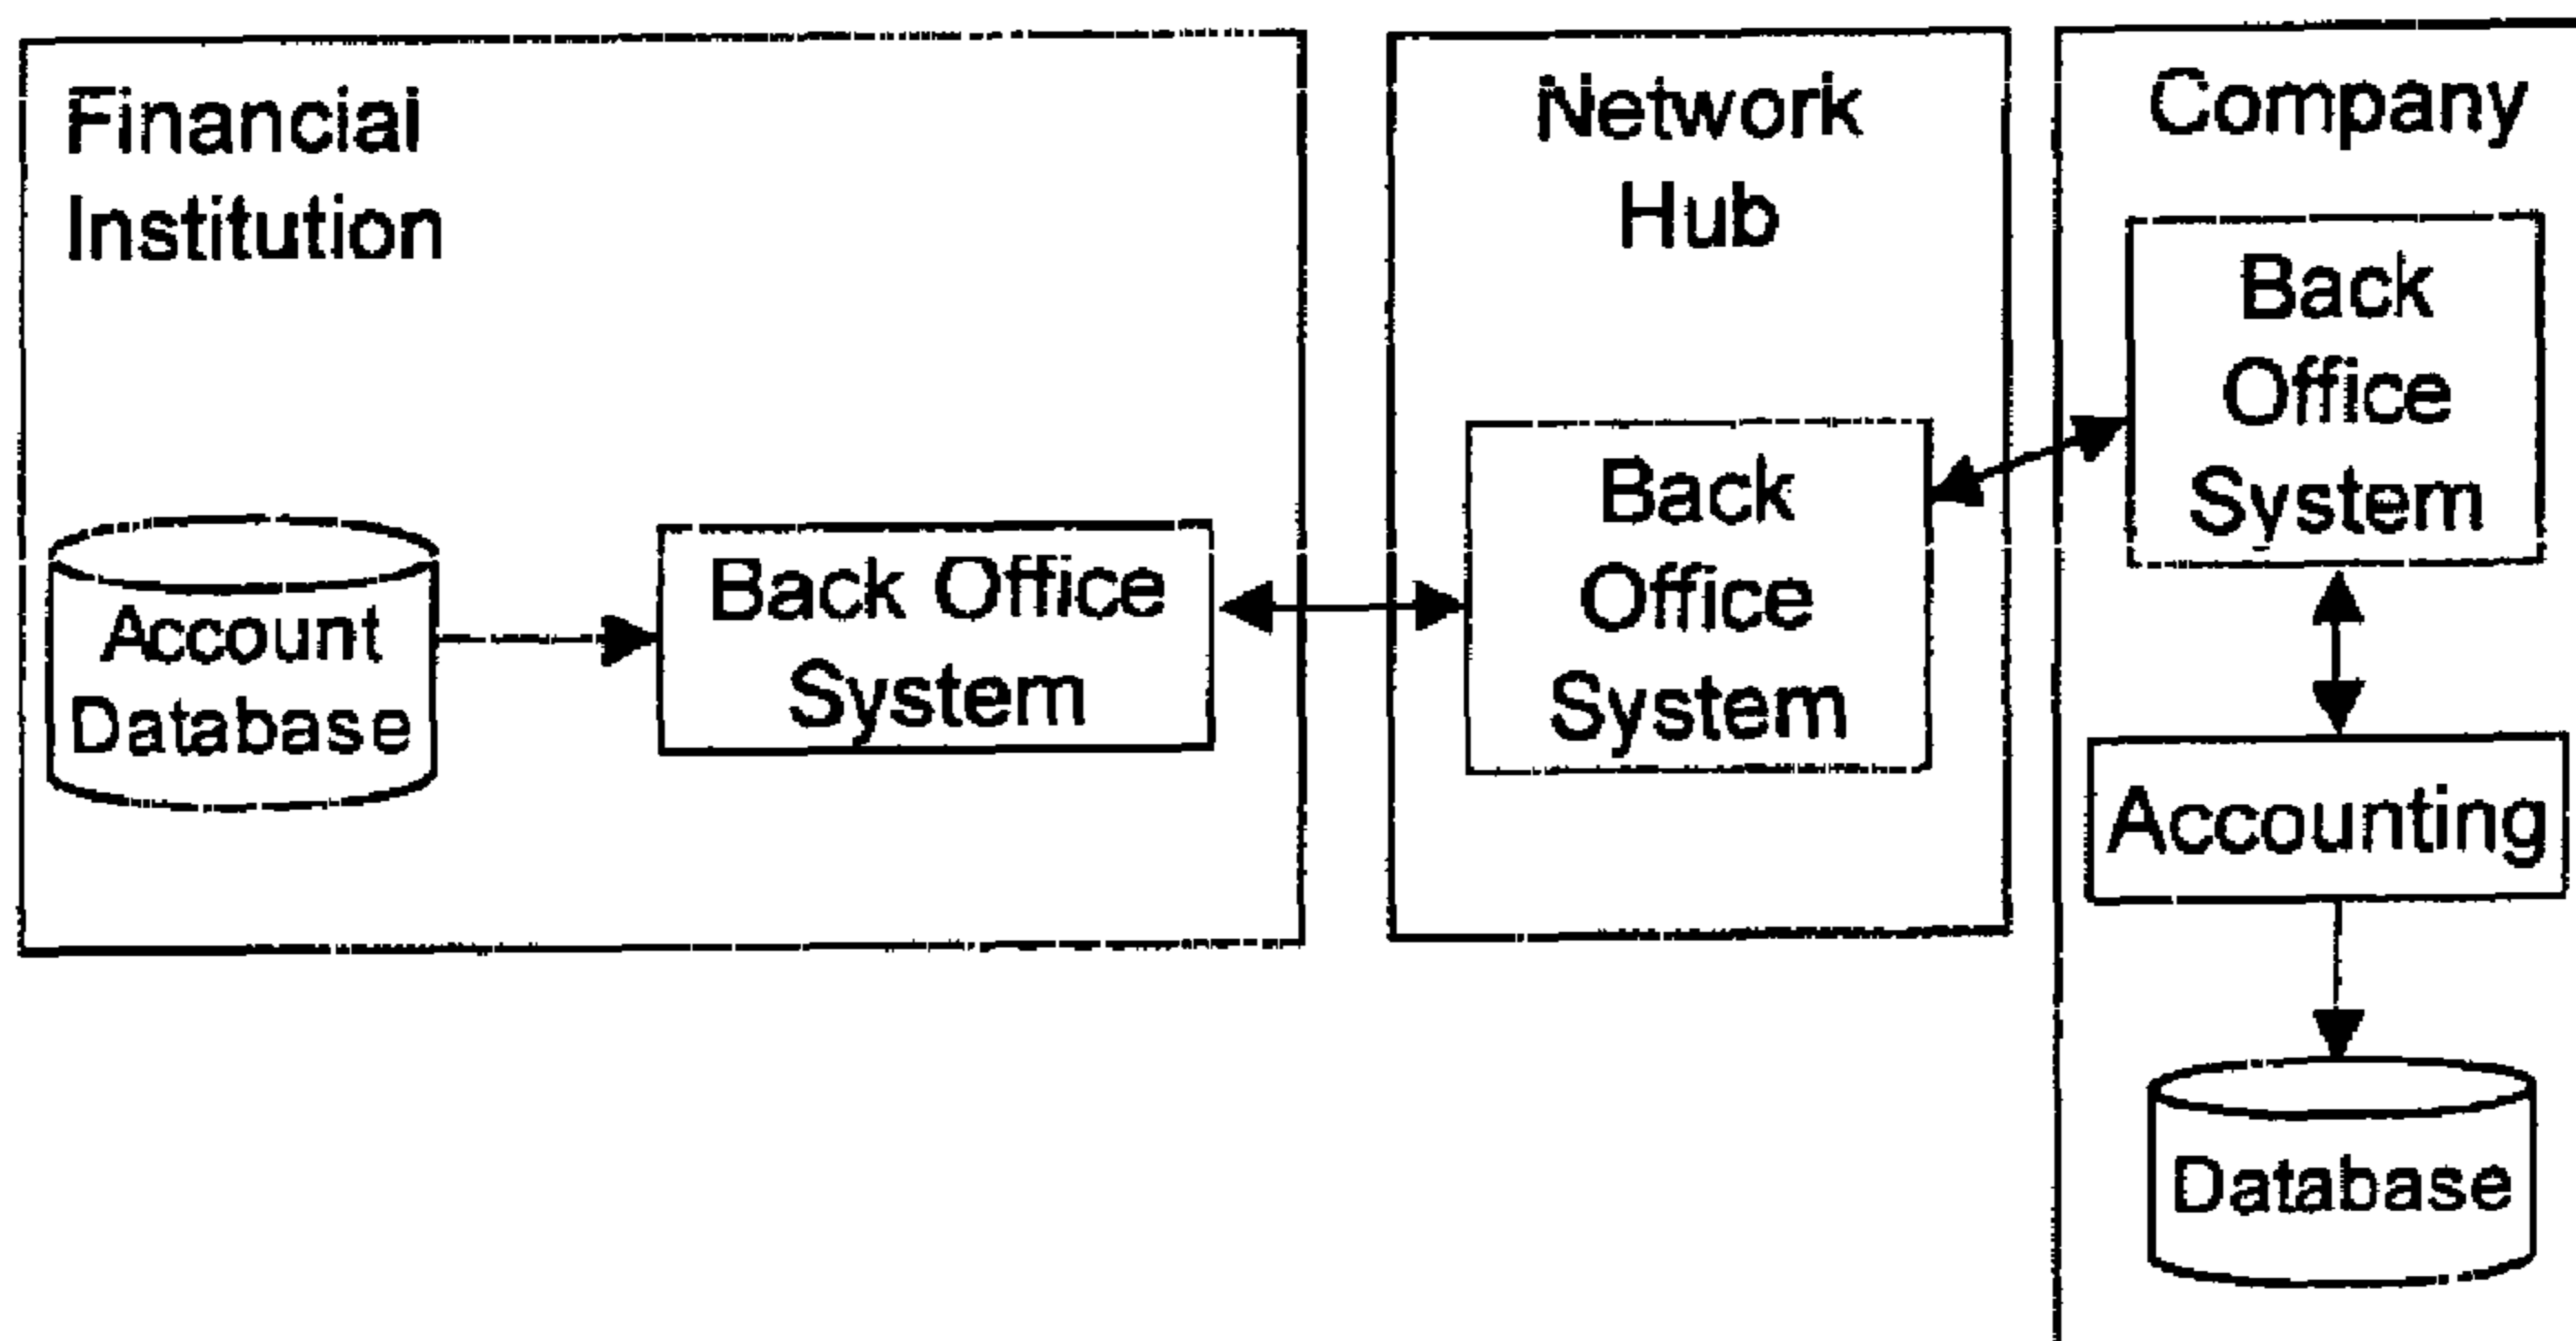 Financial
Institution
Account
Database
Back Office
System
Network
Hub
Back
Office
System
Company
Back
Office
System
Accounting
Database